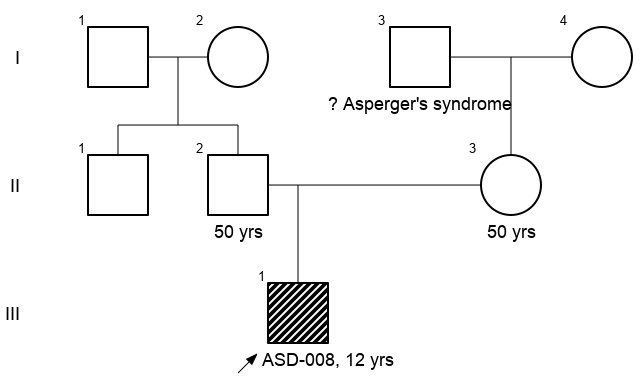 1 2 3 4
I
? Asperger's syndrome
1 2 3
II
50 yrs 50 yrs
1
III
ASD-008, 12 yrs